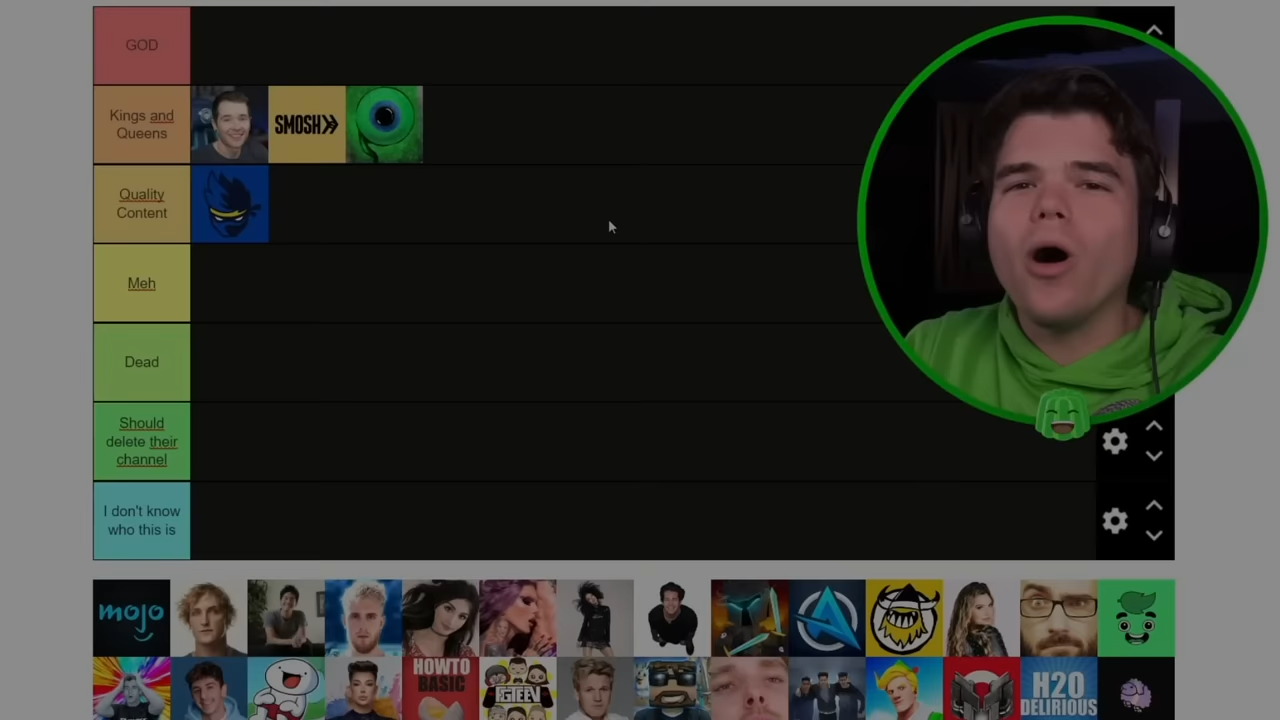 GOD
Kings and
Queens
SMOSH
Quality
Content
Meh
Dead
Should
delete their
channel
I don't know
who this is
mojo
HOWTO
BASIC
FGTEEV
H2O
DELIRIOUS